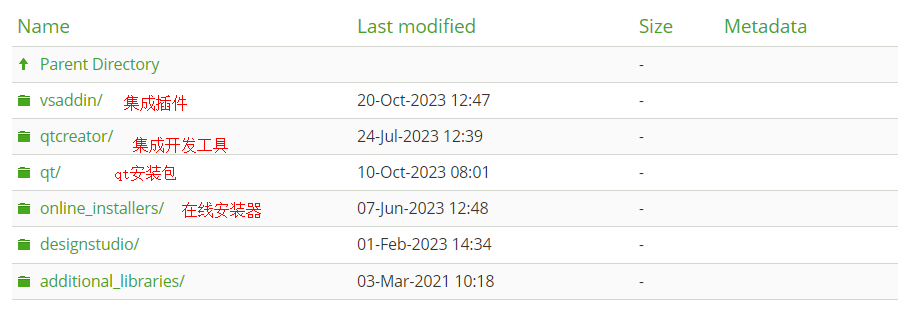 Name Last modified Size Metadata
Parent Directory -
vsaddin/ 集成插件 20-Oct-2023 12:47 -
qtcreator/ 集成开发工具 24-Jul-2023 12:39 -
qt/ qt安装包 10-Oct-2023 08:01 -
online_installers/ 在线安装器 07-Jun-2023 12:48 -
designstudio/ 01-Feb-2023 14:34 -
additional_libraries/ 03-Mar-2021 10:18 -